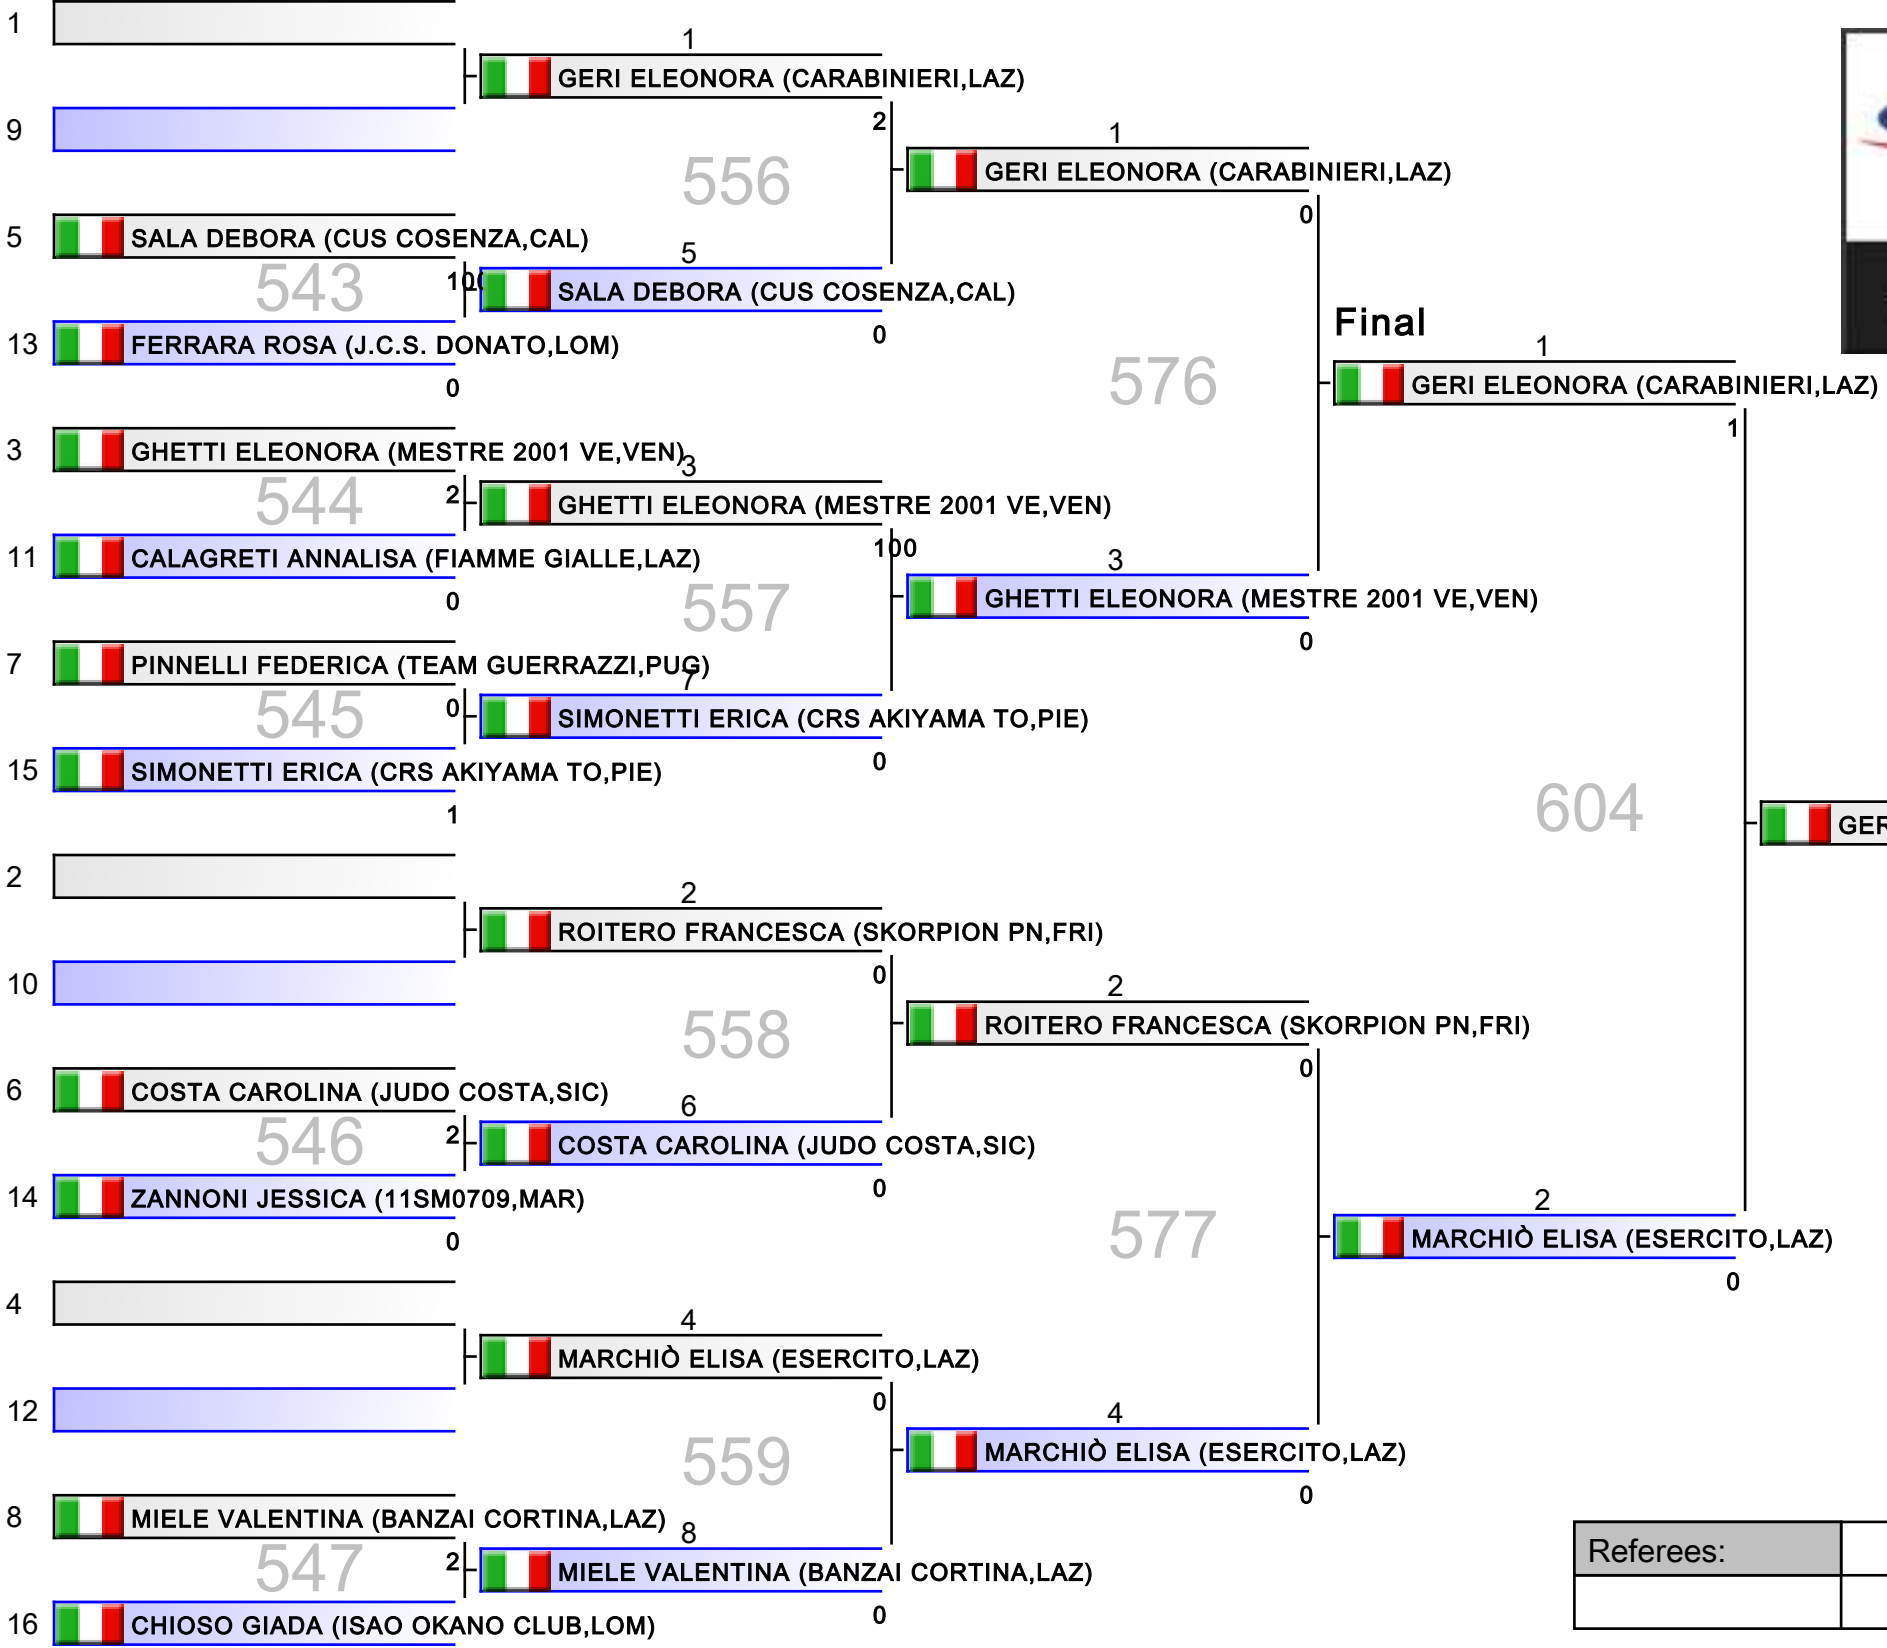 1
1
GERI ELEONORA (CARABINIERI,LAZ)
9
2
1
556
GERI ELEONORA (CARABINIERI,LAZ)
0
5
SALA DEBORA (CUS COSENZA,CAL)
5
543
100
SALA DEBORA (CUS COSENZA,CAL)
0
13
FERRARA ROSA (J.C.S. DONATO,LOM)
0
Final
1
576
GERI ELEONORA (CARABINIERI,LAZ)
1
3
GHETTI ELEONORA (MESTRE 2001 VE,VEN)
3
544
2
GHETTI ELEONORA (MESTRE 2001 VE,VEN)
100
11
CALAGRETI ANNALISA (FIAMME GIALLE,LAZ)
0
3
557
GHETTI ELEONORA (MESTRE 2001 VE,VEN)
0
7
PINNELLI FEDERICA (TEAM GUERRAZZI,PUG)
7
545
0
SIMONETTI ERICA (CRS AKIYAMA TO,PIE)
0
15
SIMONETTI ERICA (CRS AKIYAMA TO,PIE)
1
604
GER
2
2
ROITERO FRANCESCA (SKORPION PN,FRI)
0
10
2
558
ROITERO FRANCESCA (SKORPION PN,FRI)
0
6
COSTA CAROLINA (JUDO COSTA,SIC)
6
546
2
COSTA CAROLINA (JUDO COSTA,SIC)
0
14
ZANNONI JESSICA (11SM0709,MAR)
0
2
577
MARCHIÒ ELISA (ESERCITO,LAZ)
0
4
4
MARCHIÒ ELISA (ESERCITO,LAZ)
0
12
4
559
MARCHIÒ ELISA (ESERCITO,LAZ)
0
8
MIELE VALENTINA (BANZAI CORTINA,LAZ)
8
547
2
MIELE VALENTINA (BANZAI CORTINA,LAZ)
0
16
CHIOSO GIADA (ISAO OKANO CLUB,LOM)
Referees: